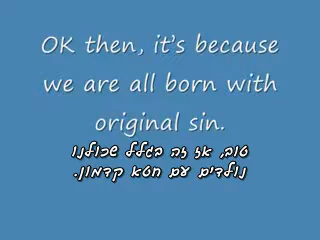 OK then, it's because
we are all born with
original sin.
טוב, אז זה בגלל שכולנו
נולדים עם חטא קדמון.